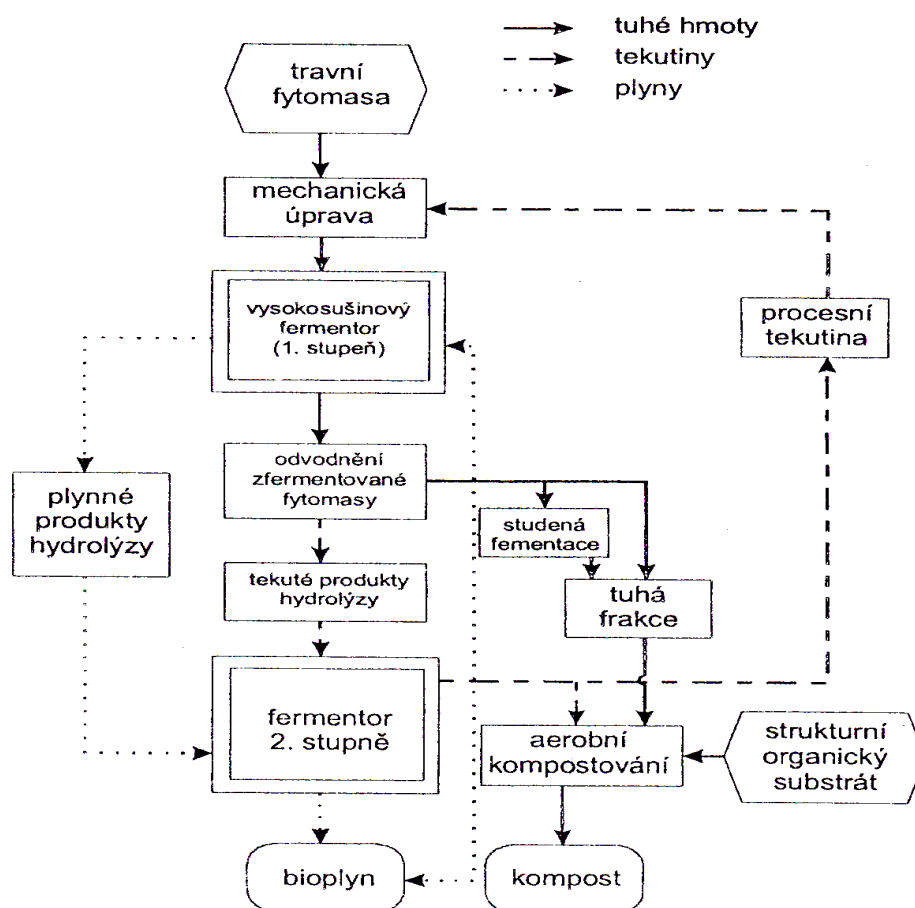 tuhé hmoty
tekutiny
plyny
travní
fytomasa
mechanická
úprava
vysokosušinový
fermentor
(1. stupeň)
procesní
tekutina
odvodnění
zfermentované
fytomasy
plynné
produkty
hydrolýzy
studená
fementace
tekuté produkty
hydrolýzy
tuhá
frakce
fermentor
2. stupně
aerobní
kompostování
strukturní
organický
substrát
bioplyn
kompost